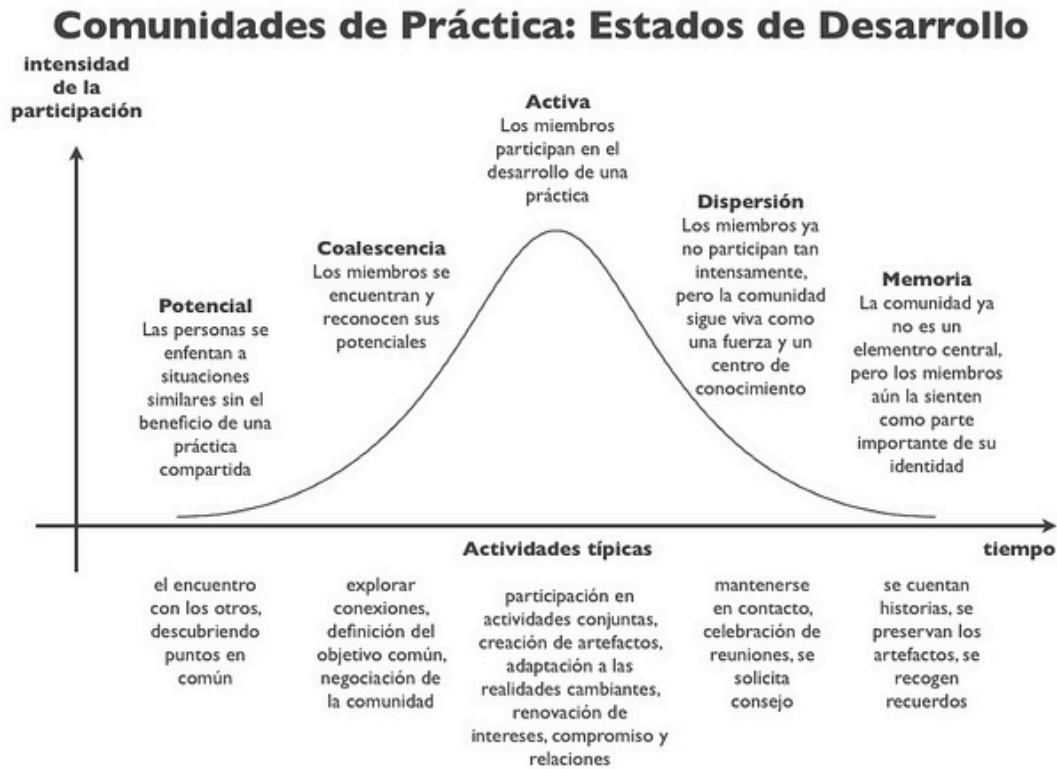 Comunidades de Práctica: Estados de Desarrollo
intensidad
de la
participación
Activa
Los miembros
participan en el
desarrollo de una
práctica
Coalescencia
Los miembros se
encuentran y
reconocen sus
potenciales
Dispersión
Los miembros ya
no participan tan
intensamente,
pero la comunidad
sigue viva como
una fuerza y un
centro de
conocimiento
Potencial
Las personas se
enfentan a
situaciones
similares sin el
beneficio de una
práctica
compartida
Memoria
La comunidad ya
no es un
elementro central,
pero los miembros
aún la sienten
como parte
importante de su
identidad
Actividades típicas
tiempo
el encuentro
con los otros,
descubriendo
puntos en
común
explorar
conexiones,
definición del
objetivo común,
negociación de
la comunidad
participación en
actividades conjuntas,
creación de artefactos,
adaptación a las
realidades cambiantes,
renovación de
intereses, compromiso y
relaciones
mantenerse
en contacto,
celebración de
reuniones, se
solicita
consejo
se cuentan
historias, se
preservan los
artefactos, se
recogen
recuerdos